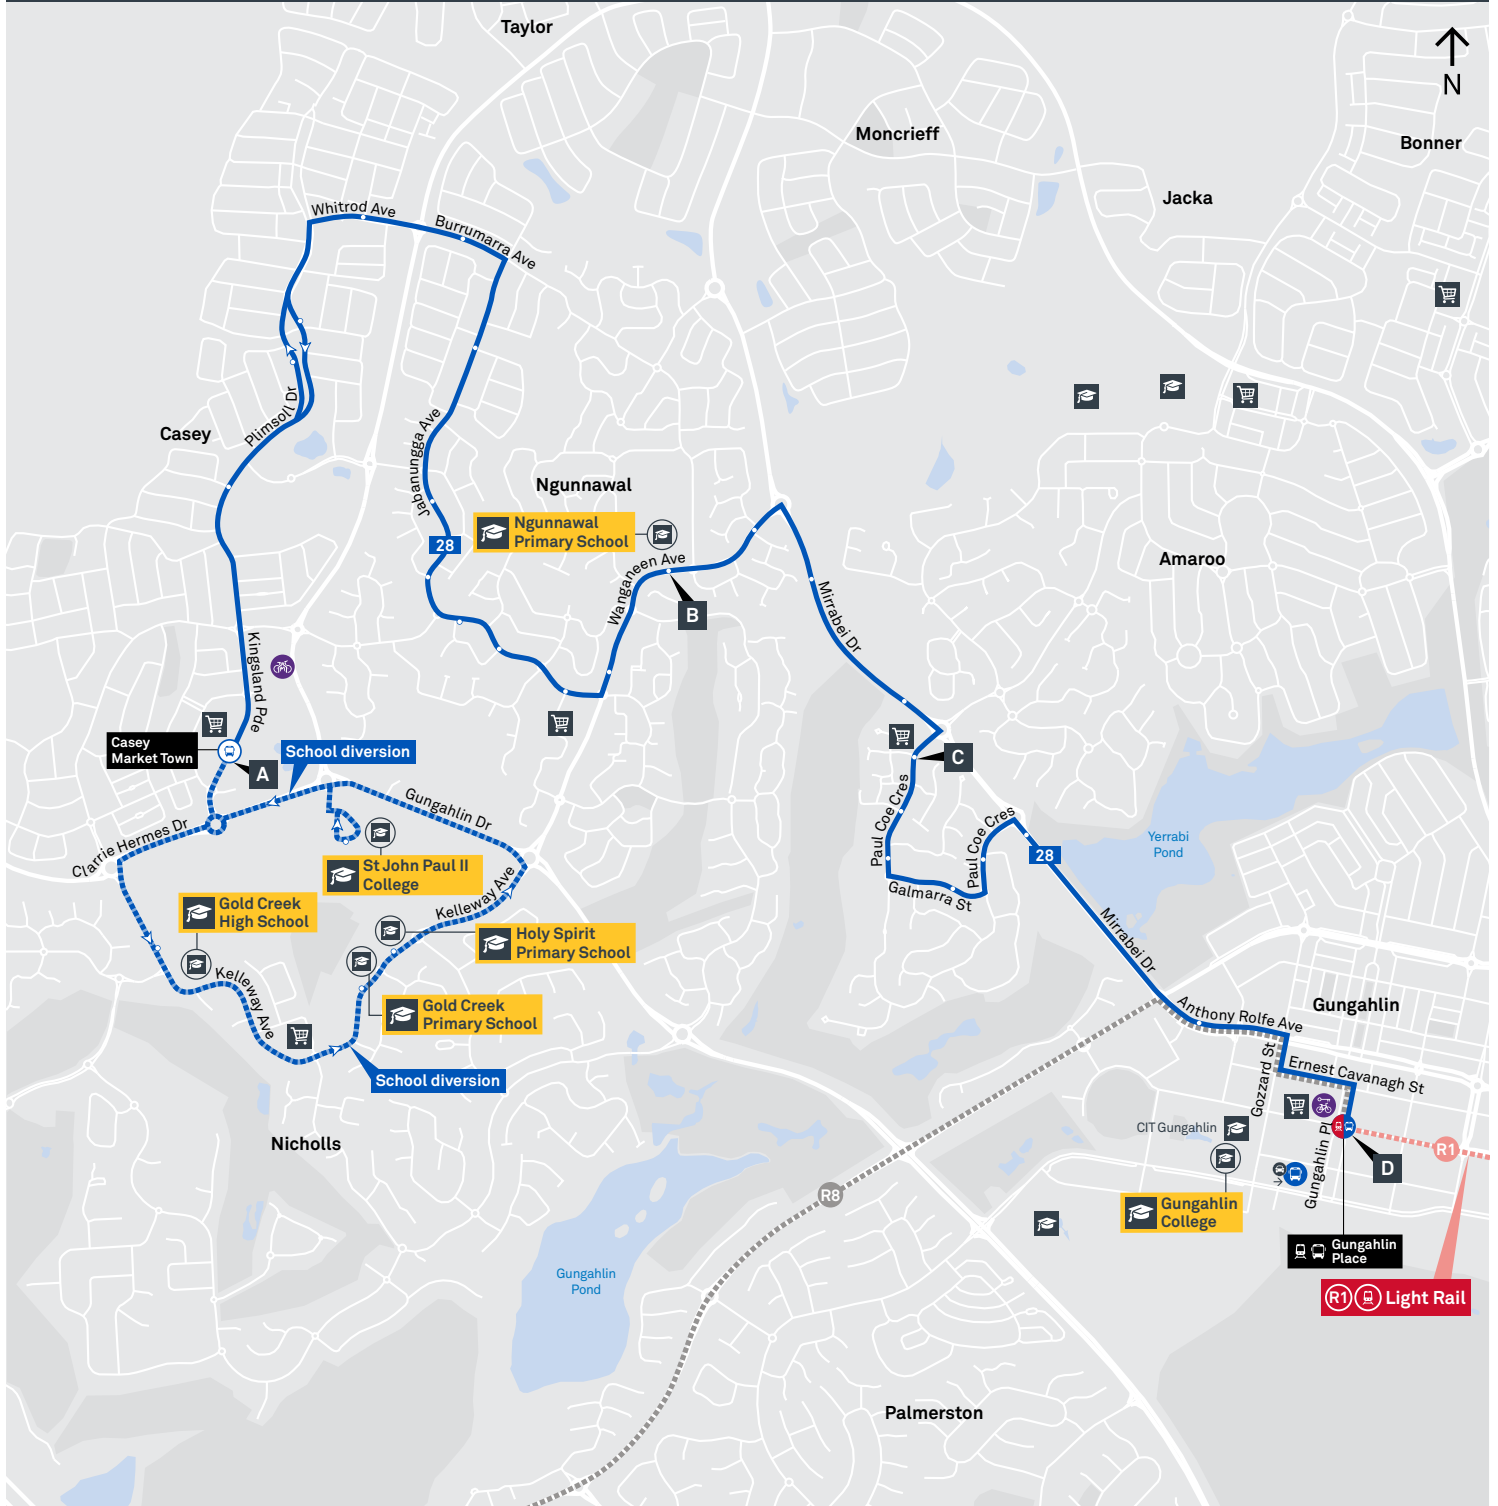 Taylor
N
Moncrieff
Bonner
Jacka
Whitrod Ave
Burrumarra Ave
Plimsoll Dr
Casey
Jabanungga Ave
Ngunnawal
Ngunnawal
Primary School
28
Wanganeen Ave
B
Amaroo
Mirrabei Dr
Kingsland Pde
Casey
Market Town
A
School diversion
C
Gungahlin Dr
Paul Coe Cres
Paul Coe Cres
Clarrie Hermes Dr
28
Yerrabi
Pond
St John Paul II
College
Galmarra St
Kelleway Ave
Gold Creek
High School
Holy Spirit
Primary School
Mirrabei Dr
Kelleway Ave
Gold Creek
Primary School
Anthony Rolfe Ave
Gungahlin
School diversion
Gozzard St
Ernest Cavanagh St
Nicholls
CIT Gungahlin
Gungahlin Pl
R1
D
R8
Gungahlin
College
Gungahlin
Place
Gungahlin
Pond
R1 Light Rail
Palmerston